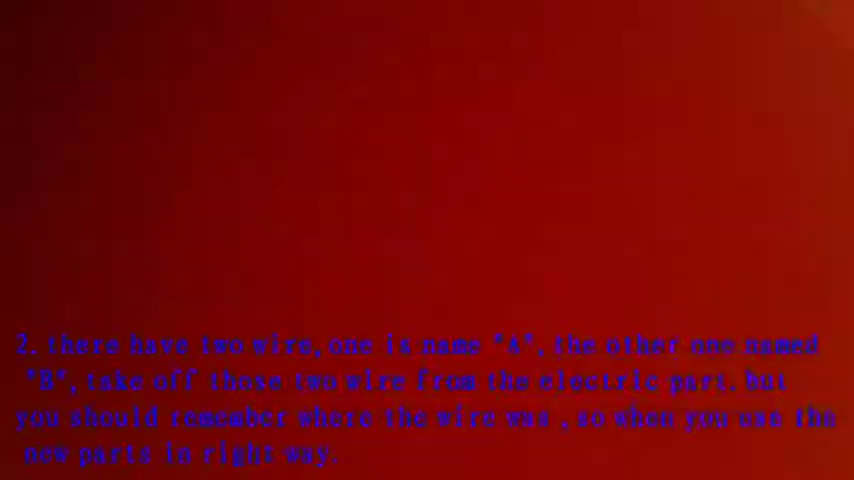 2. there have two wire, one is name "A", the other one named
"B", take off those two wire from the electric part. but
you should remember where the wire was , so when you use the
new parts in right way.